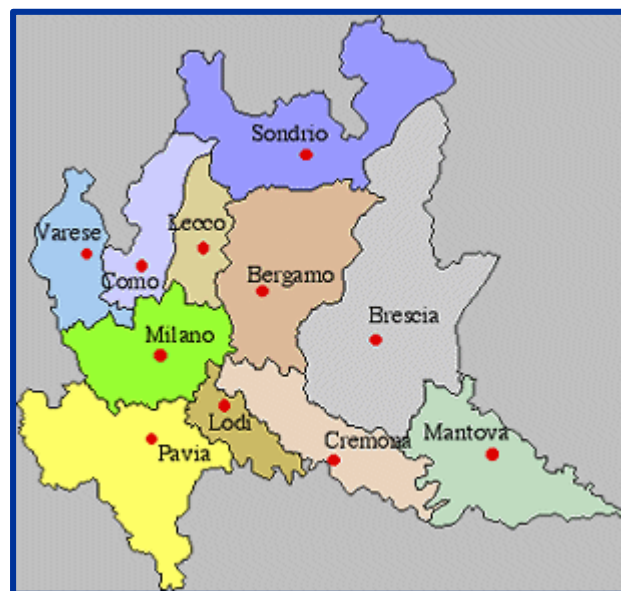 Sondrio
Lecco
Varese
Como
Bergamo
Brescia
Milano
Lodi
Cremona
Mantova
Pavia